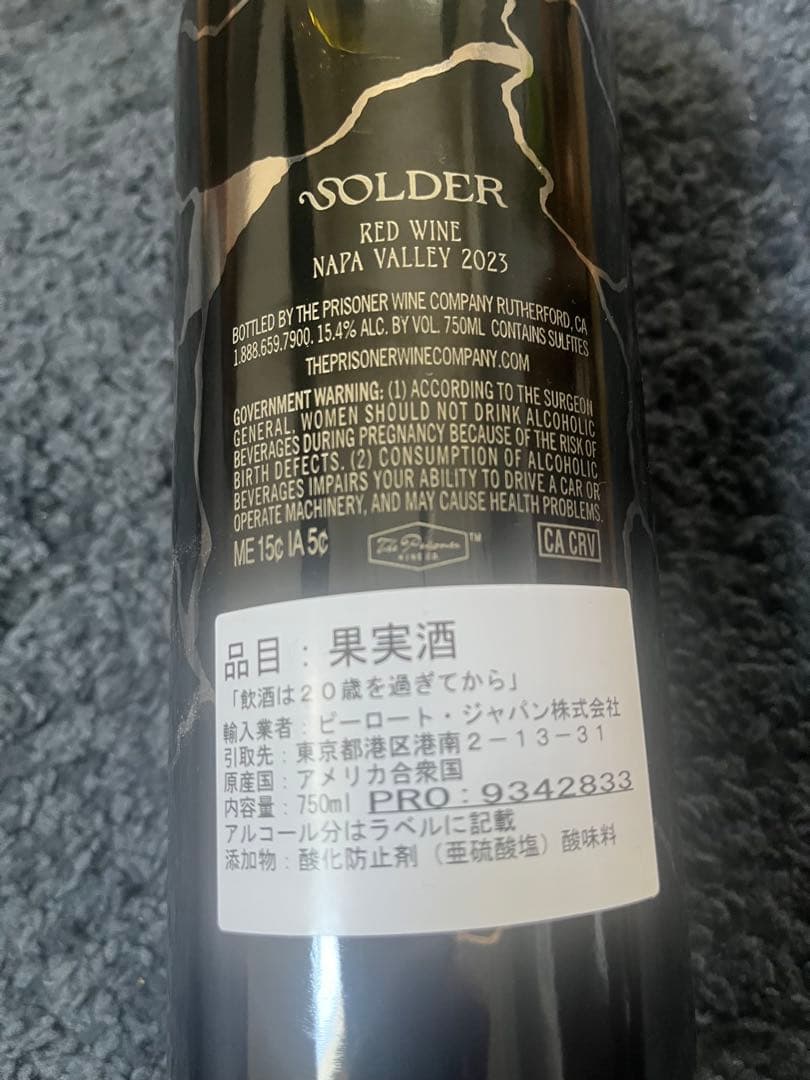 SOLDER
RED WINE
NAPA VALLEY 2023
BOTTLED BY THE PRISONER WINE COMPANY RUTHERFORD, CA
1.888.659.7900. 15.4% ALC. BY VOL. 750ML CONTAINS SULFITES
THEPRISONERWINECOMPANY.COM
GOVERNMENT WARNING: (1) ACCORDING TO THE SURGEON
GENERAL, WOMEN SHOULD NOT DRINK ALCOHOLIC
BEVERAGES DURING PREGNANCY BECAUSE OF THE RISK OF
BIRTH DEFECTS. (2) CONSUMPTION OF ALCOHOLIC
BEVERAGES IMPAIRS YOUR ABILITY TO DRIVE A CAR OR
OPERATE MACHINERY, AND MAY CAUSE HEALTH PROBLEMS.
ME 15¢ IA 5¢ The Prisoner WINE CO. ™ CA CRV
品目：果実酒
「飲酒は２０歳を過ぎてから」
輸入業者：ピーロート・ジャパン株式会社
引取先：東京都港区港南２－１３－３１
原産国：アメリカ合衆国
内容量：750ml PRO：9342833
アルコール分はラベルに記載
添加物：酸化防止剤（亜硫酸塩）酸味料